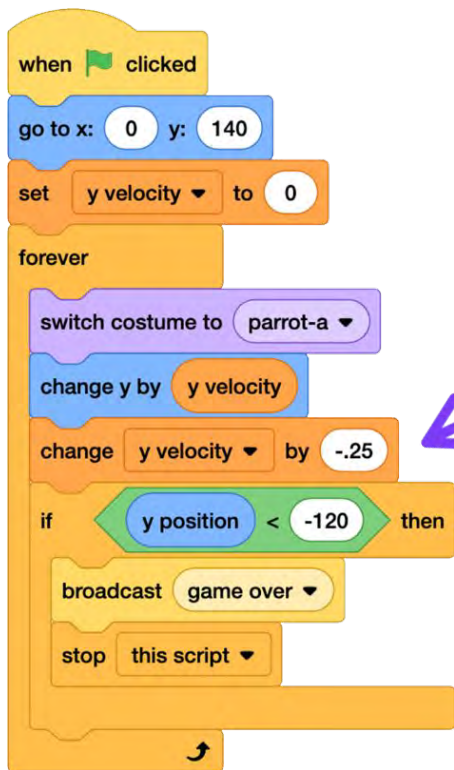 when clicked
go to x: 0 y: 140
set y velocity to 0
forever
switch costume to parrot-a
change y by y velocity
change y velocity by -.25
if y position < -120 then
broadcast game over
stop this script